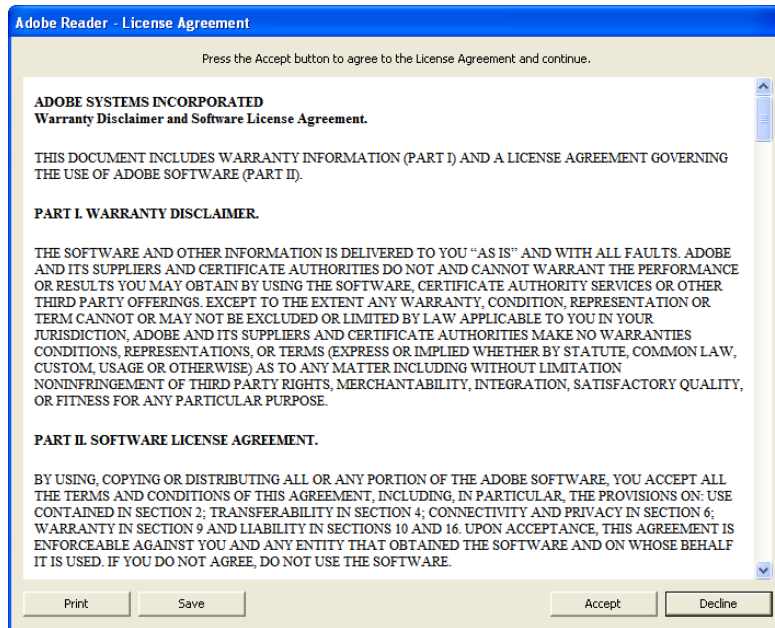 Adobe Reader - License Agreement
Press the Accept button to agree to the License Agreement and continue.
ADOBE SYSTEMS INCORPORATED
Warranty Disclaimer and Software License Agreement.
THIS DOCUMENT INCLUDES WARRANTY INFORMATION (PART I) AND A LICENSE AGREEMENT GOVERNING
THE USE OF ADOBE SOFTWARE (PART II).
PART I. WARRANTY DISCLAIMER.
THE SOFTWARE AND OTHER INFORMATION IS DELIVERED TO YOU “AS IS” AND WITH ALL FAULTS. ADOBE
AND ITS SUPPLIERS AND CERTIFICATE AUTHORITIES DO NOT AND CANNOT WARRANT THE PERFORMANCE
OR RESULTS YOU MAY OBTAIN BY USING THE SOFTWARE, CERTIFICATE AUTHORITY SERVICES OR OTHER
THIRD PARTY OFFERINGS. EXCEPT TO THE EXTENT ANY WARRANTY, CONDITION, REPRESENTATION OR
TERM CANNOT OR MAY NOT BE EXCLUDED OR LIMITED BY LAW APPLICABLE TO YOU IN YOUR
JURISDICTION, ADOBE AND ITS SUPPLIERS AND CERTIFICATE AUTHORITIES MAKE NO WARRANTIES
CONDITIONS, REPRESENTATIONS, OR TERMS (EXPRESS OR IMPLIED WHETHER BY STATUTE, COMMON LAW,
CUSTOM, USAGE OR OTHERWISE) AS TO ANY MATTER INCLUDING WITHOUT LIMITATION
NONINFRINGEMENT OF THIRD PARTY RIGHTS, MERCHANTABILITY, INTEGRATION, SATISFACTORY QUALITY,
OR FITNESS FOR ANY PARTICULAR PURPOSE.
PART II. SOFTWARE LICENSE AGREEMENT.
BY USING, COPYING OR DISTRIBUTING ALL OR ANY PORTION OF THE ADOBE SOFTWARE, YOU ACCEPT ALL
THE TERMS AND CONDITIONS OF THIS AGREEMENT, INCLUDING, IN PARTICULAR, THE PROVISIONS ON: USE
CONTAINED IN SECTION 2; TRANSFERABILITY IN SECTION 4; CONNECTIVITY AND PRIVACY IN SECTION 6;
WARRANTY IN SECTION 9 AND LIABILITY IN SECTIONS 10 AND 16. UPON ACCEPTANCE, THIS AGREEMENT IS
ENFORCEABLE AGAINST YOU AND ANY ENTITY THAT OBTAINED THE SOFTWARE AND ON WHOSE BEHALF
IT IS USED. IF YOU DO NOT AGREE, DO NOT USE THE SOFTWARE.
Print Save Accept Decline